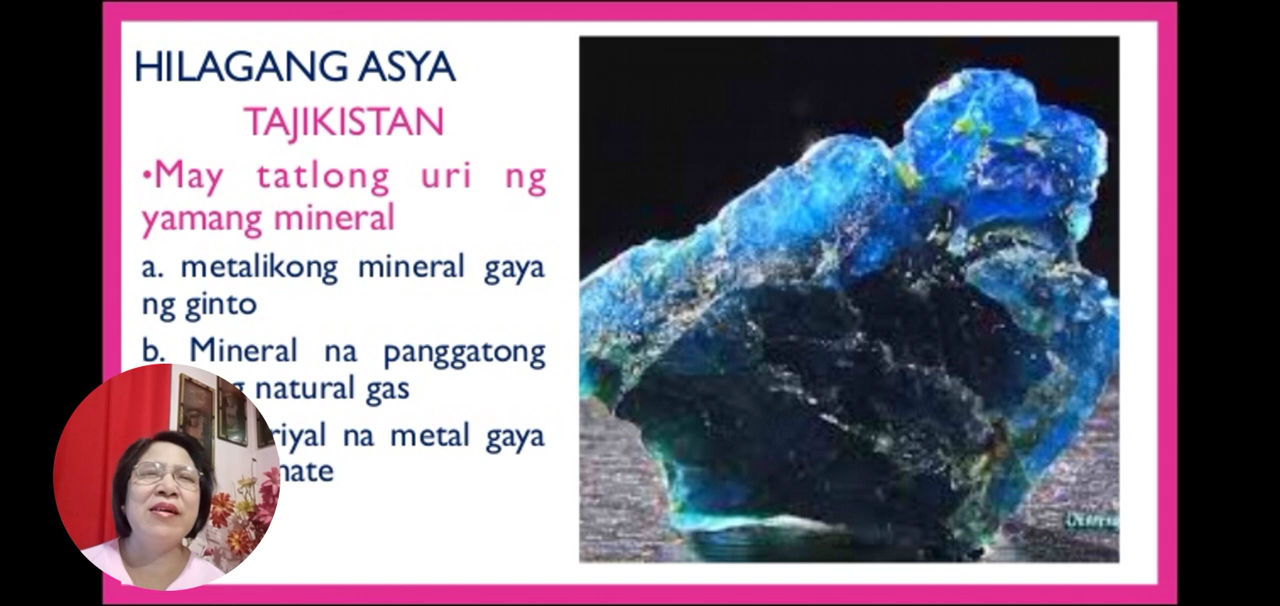 HILAGANG ASYA
TAJIKISTAN
•May tatlong uri ng
yamang mineral
a. metalikong mineral gaya
ng ginto
b. Mineral na panggatong
natural gas
na metal gaya